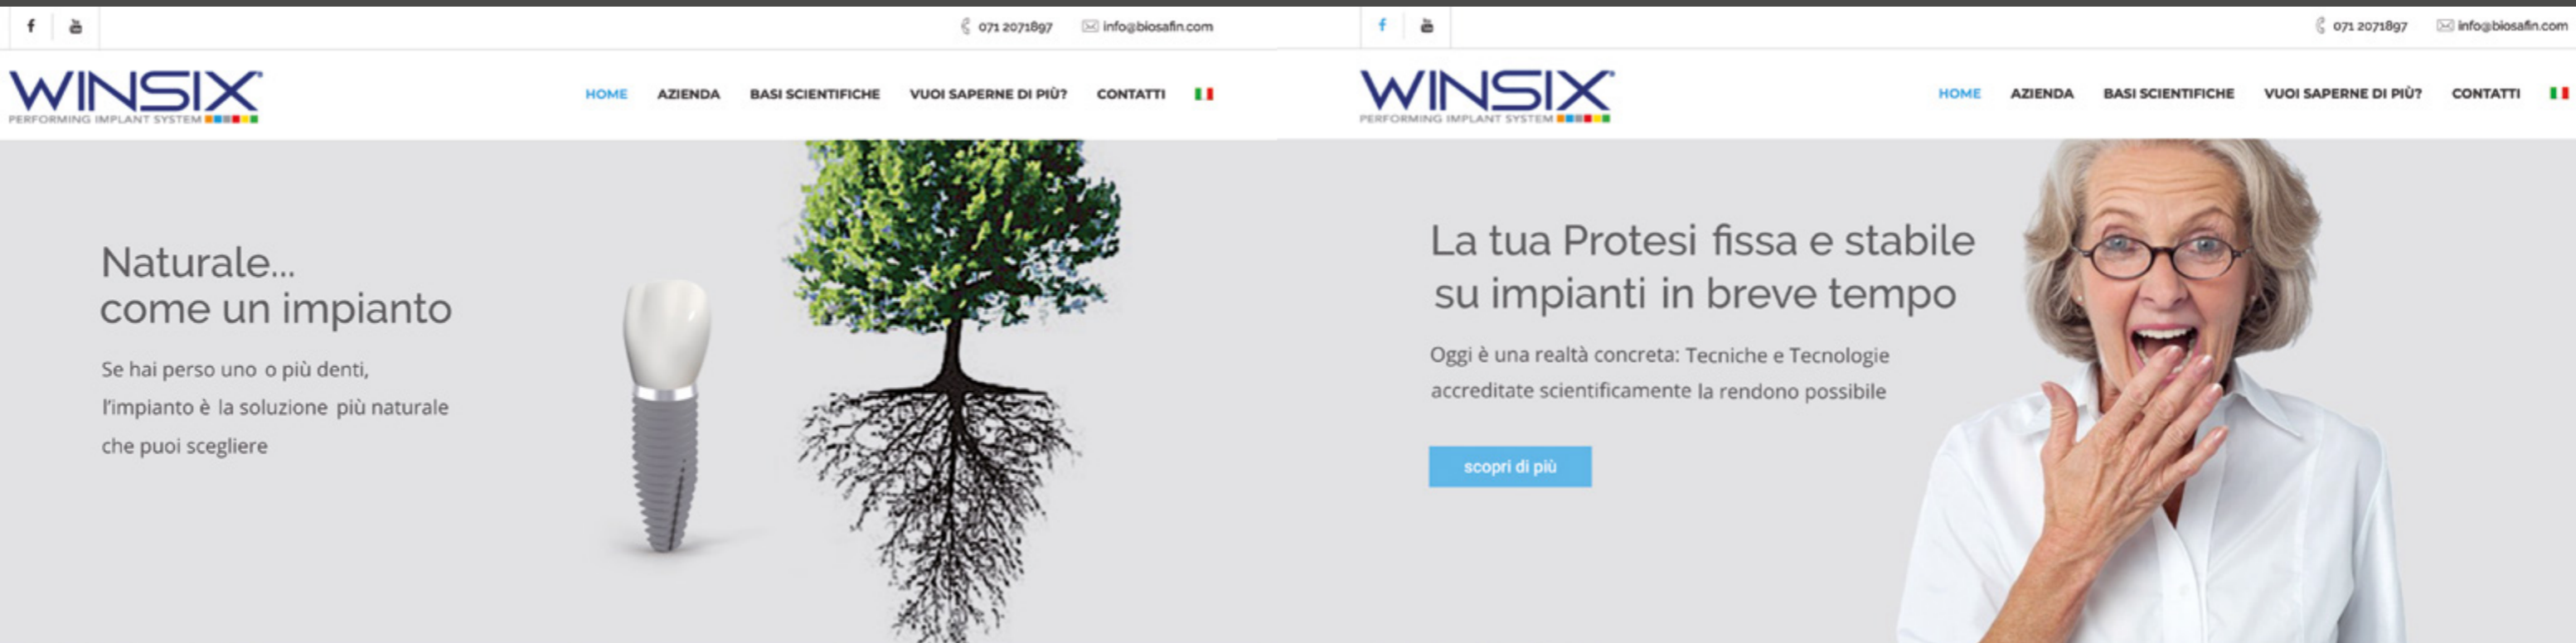 071 2071897 info@biosafin.com
WINSIX
PERFORMING IMPLANT SYSTEM
HOME AZIENDA BASI SCIENTIFICHE VUOI SAPERNE DI PIÙ? CONTATTI
Naturale...
come un impianto
Se hai perso uno o più denti,
l'impianto è la soluzione più naturale
che puoi scegliere
071 2071897 info@biosafin.com
WINSIX
PERFORMING IMPLANT SYSTEM
HOME AZIENDA BASI SCIENTIFICHE VUOI SAPERNE DI PIÙ? CONTATTI
La tua Protesi fissa e stabile
su impianti in breve tempo
Oggi è una realtà concreta: Tecniche e Tecnologie
accreditate scientificamente la rendono possibile
scopri di più